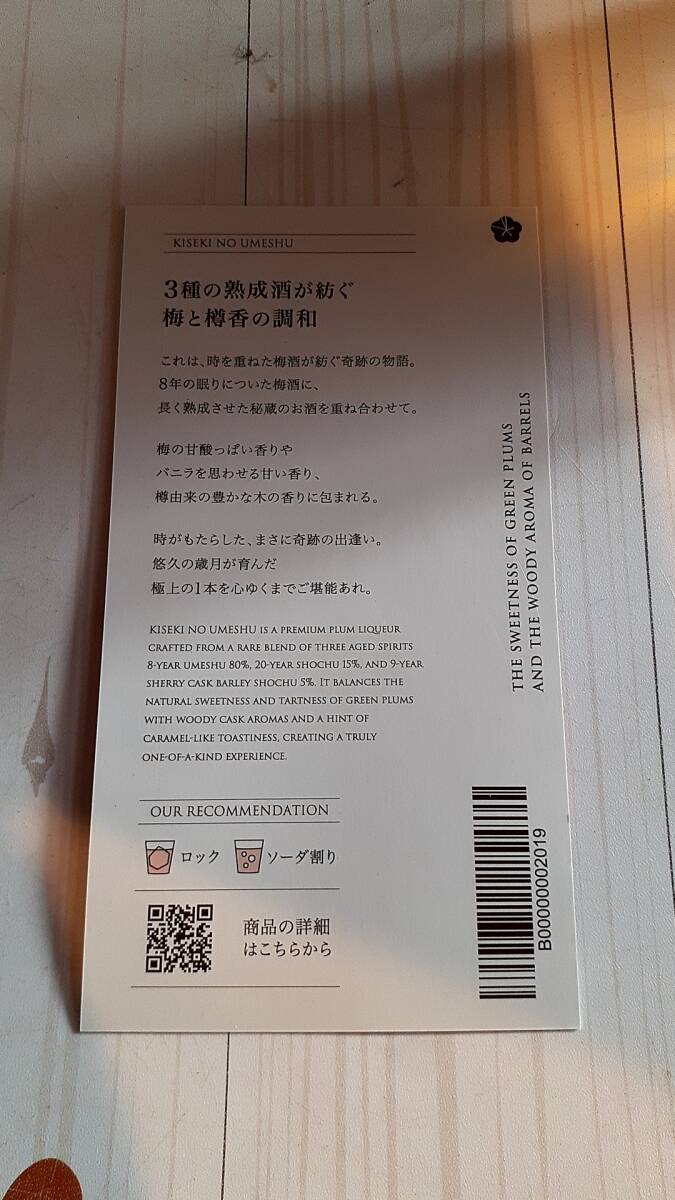 KISEKI NO UMESHU
3種の熟成酒が紡ぐ
梅と樽香の調和
これは、時を重ねた梅酒が紡ぐ奇跡の物語。
8年の眠りについた梅酒に、
長く熟成させた秘蔵のお酒を重ね合わせて。
梅の甘酸っぱい香りや
バニラを思わせる甘い香り、
樽由来の豊かな木の香りに包まれる。
時がもたらした、まさに奇跡の出逢い。
悠久の歳月が育んだ
極上の1本を心ゆくまでご堪能あれ。
KISEKI NO UMESHU IS A PREMIUM PLUM LIQUEUR
CRAFTED FROM A RARE BLEND OF THREE AGED SPIRITS
8-YEAR UMESHU 80%, 20-YEAR SHOCHU 15%, AND 9-YEAR
SHERRY CASK BARLEY SHOCHU 5%. IT BALANCES THE
NATURAL SWEETNESS AND TARTNESS OF GREEN PLUMS
WITH WOODY CASK AROMAS AND A HINT OF
CARAMEL-LIKE TOASTINESS, CREATING A TRULY
ONE-OF-A-KIND EXPERIENCE.
OUR RECOMMENDATION
ロック ソーダ割り
商品の詳細
はこちらから
THE SWEETNESS OF GREEN PLUMS
AND THE WOODY AROMA OF BARRELS
B00000002019